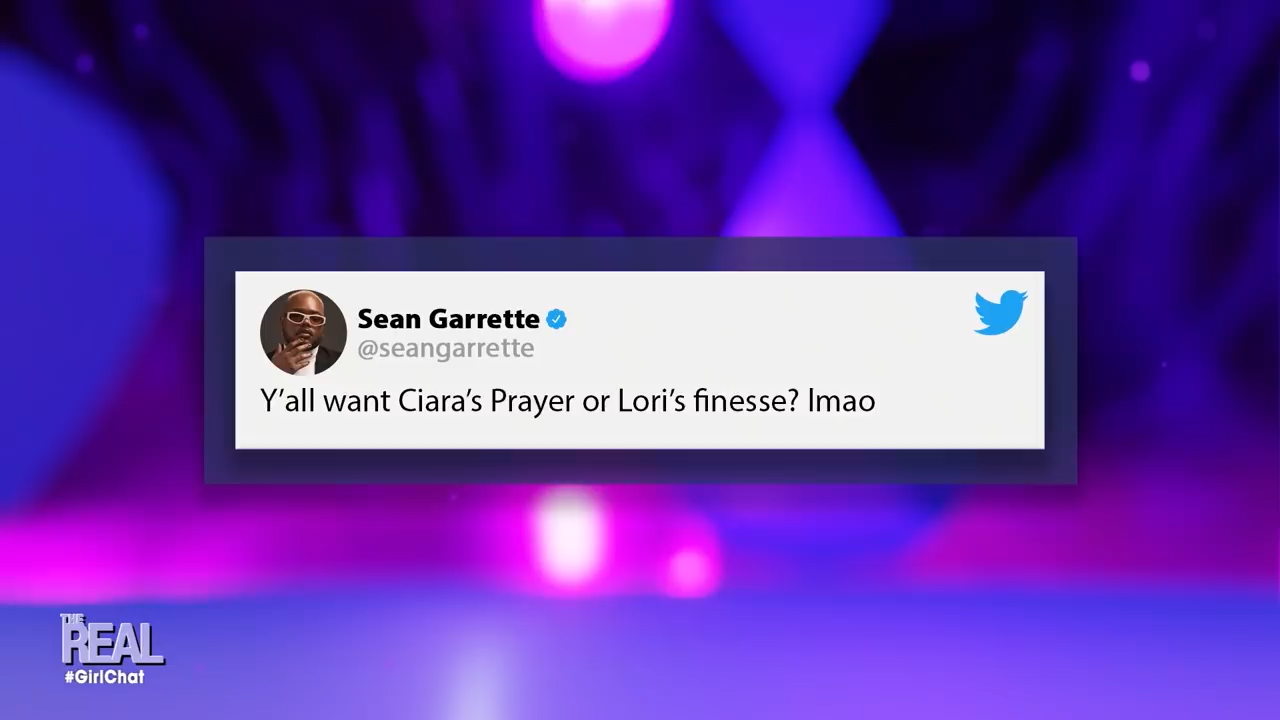 Sean Garrette
@seangarrette
Y'all want Ciara's Prayer or Lori's finesse? lmao
THE
REAL
#GirlChat